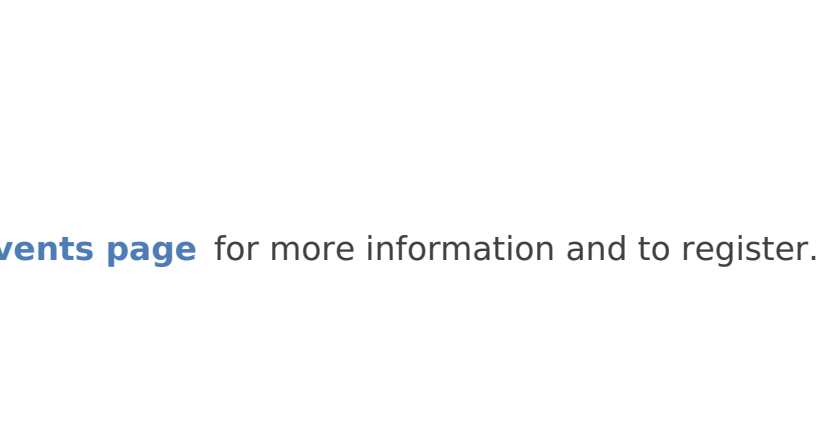 vents page for more information and to register.